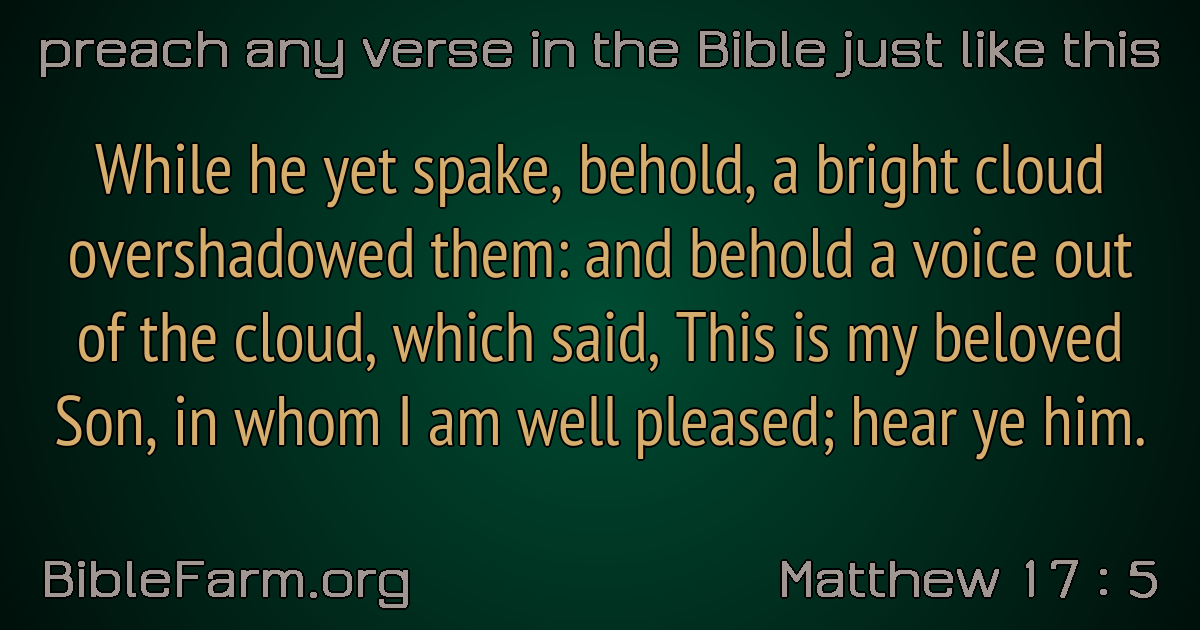 preach any verse in the Bible just like this
While he yet spake, behold, a bright cloud
overshadowed them: and behold a voice out
of the cloud, which said, This is my beloved
Son, in whom I am well pleased; hear ye him.
BibleFarm.org
Matthew 17 : 5